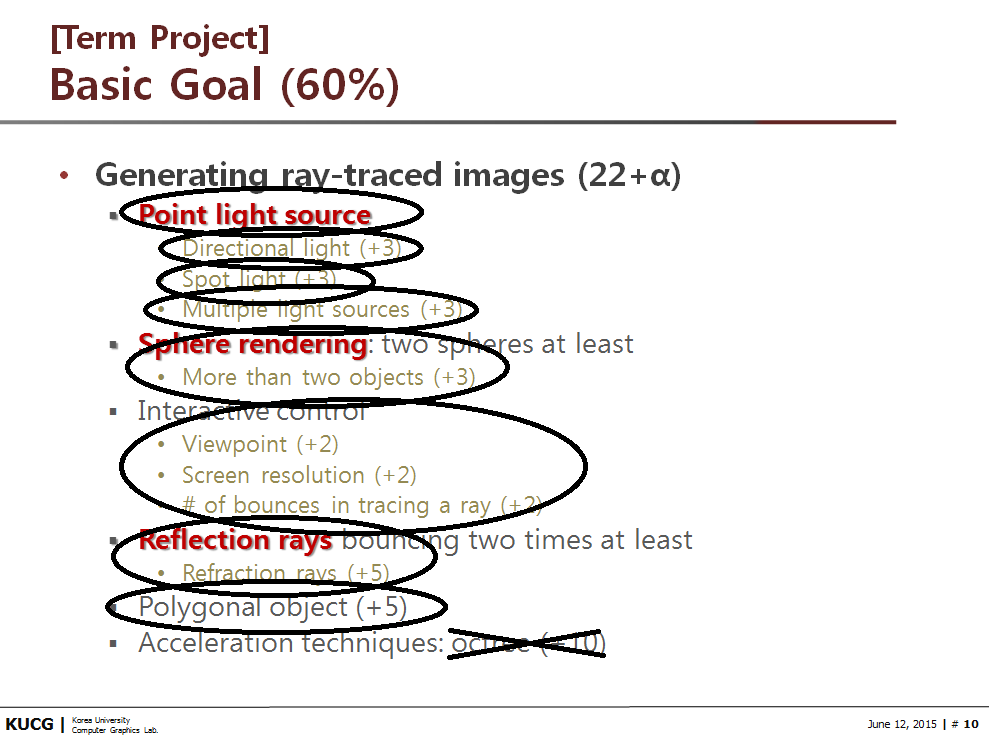 [Term Project]
Basic Goal (60%)
• Generating ray-traced images (22+α)
▪ Point light source
Directional light (+3)
Spot light (+3)
• Multiple light sources (+3)
▪ Sphere rendering: two spheres at least
• More than two objects (+3)
▪ Interactive control
• Viewpoint (+2)
• Screen resolution (+2)
• # of bounces in tracing a ray (+2)
▪ Reflection rays bouncing two times at least
• Refraction rays (+5)
▪ Polygonal object (+5)
▪ Acceleration techniques: octree (+10)
KUCG | Korea University
Computer Graphics Lab.
June 12, 2015 | # 10